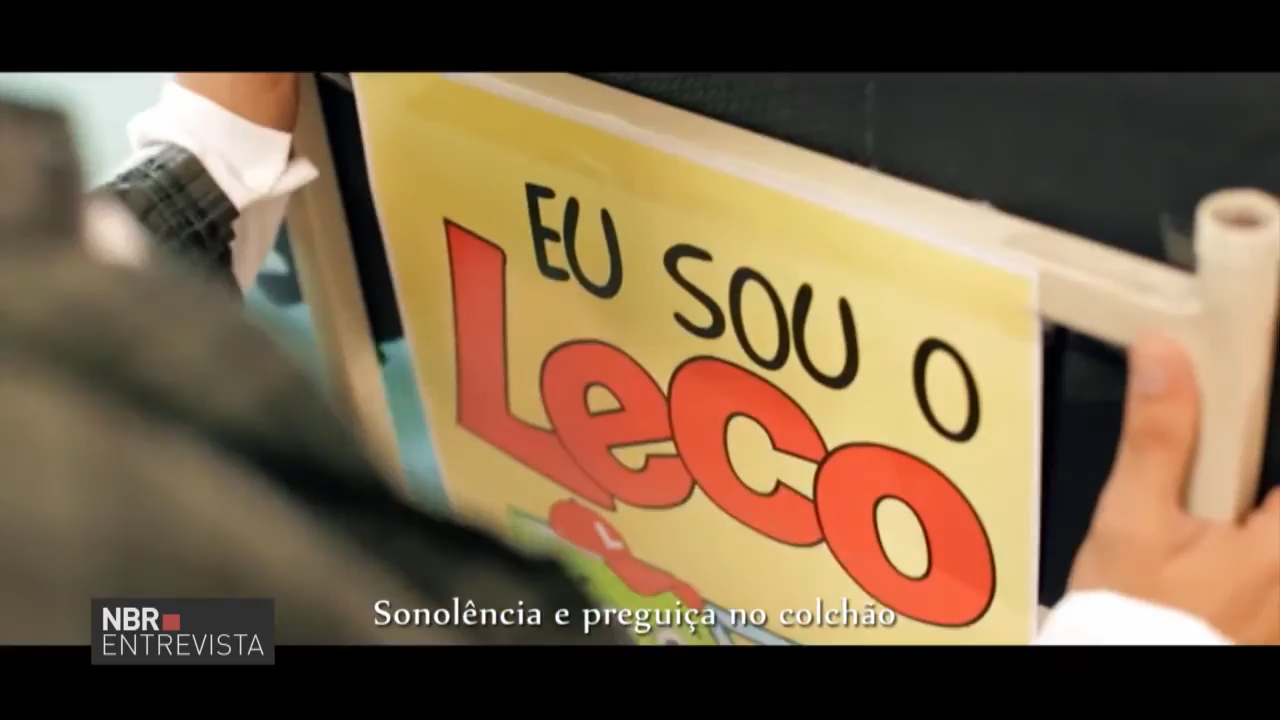 EU SOU O
Leco
L
Sonolência e preguiça no colchão
NBR
ENTREVISTA